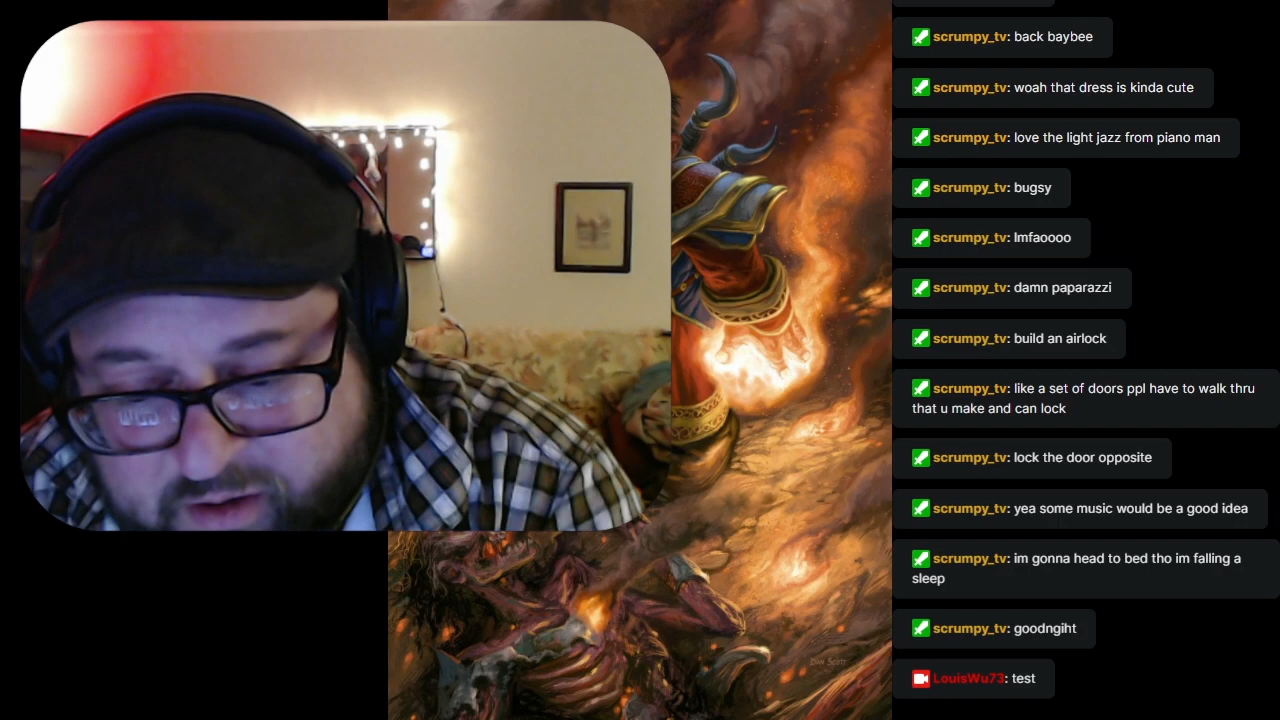 scrumpy_tv: back baybee
scrumpy_tv: woah that dress is kinda cute
scrumpy_tv: love the light jazz from piano man
scrumpy_tv: bugsy
scrumpy_tv: lmfaoooo
scrumpy_tv: damn paparazzi
scrumpy_tv: build an airlock
scrumpy_tv: like a set of doors ppl have to walk thru
that u make and can lock
scrumpy_tv: lock the door opposite
scrumpy_tv: yea some music would be a good idea
scrumpy_tv: im gonna head to bed tho im falling a
sleep
scrumpy_tv: goodngiht
DAN SCOTT
LouisWu73: test